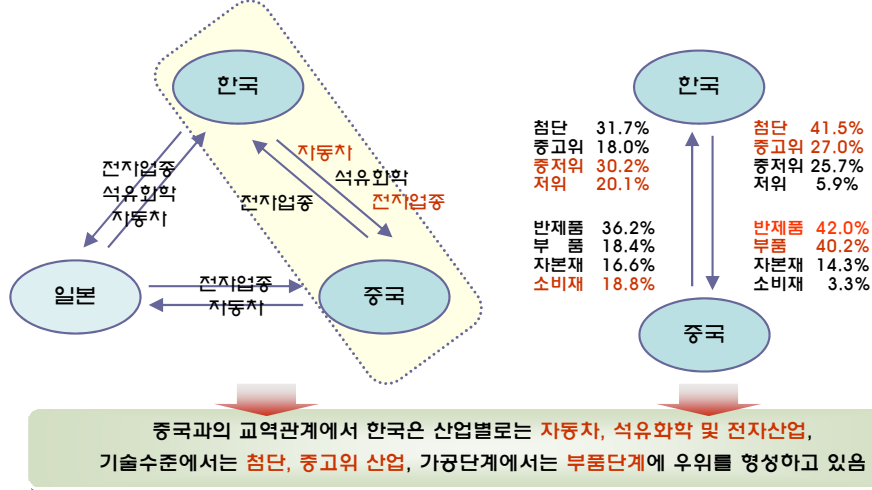 한국
자동차
석유화학
전자업종
전자업종
전자업종
석유화학
자동차
일본
전자업종
자동차
중국
한국
첨단 31.7%
중고위 18.0%
중저위 30.2%
저위 20.1%
첨단 41.5%
중고위 27.0%
중저위 25.7%
저위 5.9%
반제품 36.2%
부 품 18.4%
자본재 16.6%
소비재 18.8%
반제품 42.0%
부품 40.2%
자본재 14.3%
소비재 3.3%
중국
중국과의 교역관계에서 한국은 산업별로는 자동차, 석유화학 및 전자산업,
기술수준에서는 첨단, 중고위 산업, 가공단계에서는 부품단계에 우위를 형성하고 있음